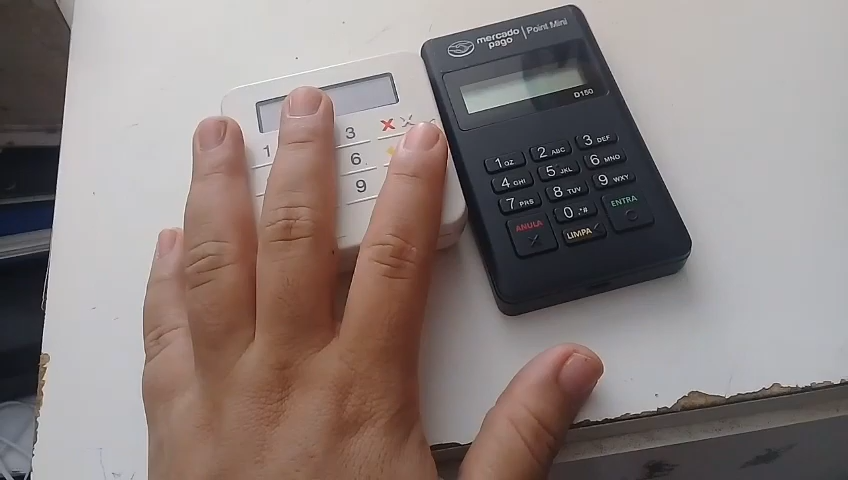 mercado pago | Point Mini
D150
1 QZ 2 ABC 3 DEF
4 GHI 5 JKL 6 MNO
7 PRS 8 TUV 9 WXY
0 .*# ENTRA
ANULA LIMPA
1 3
6
9